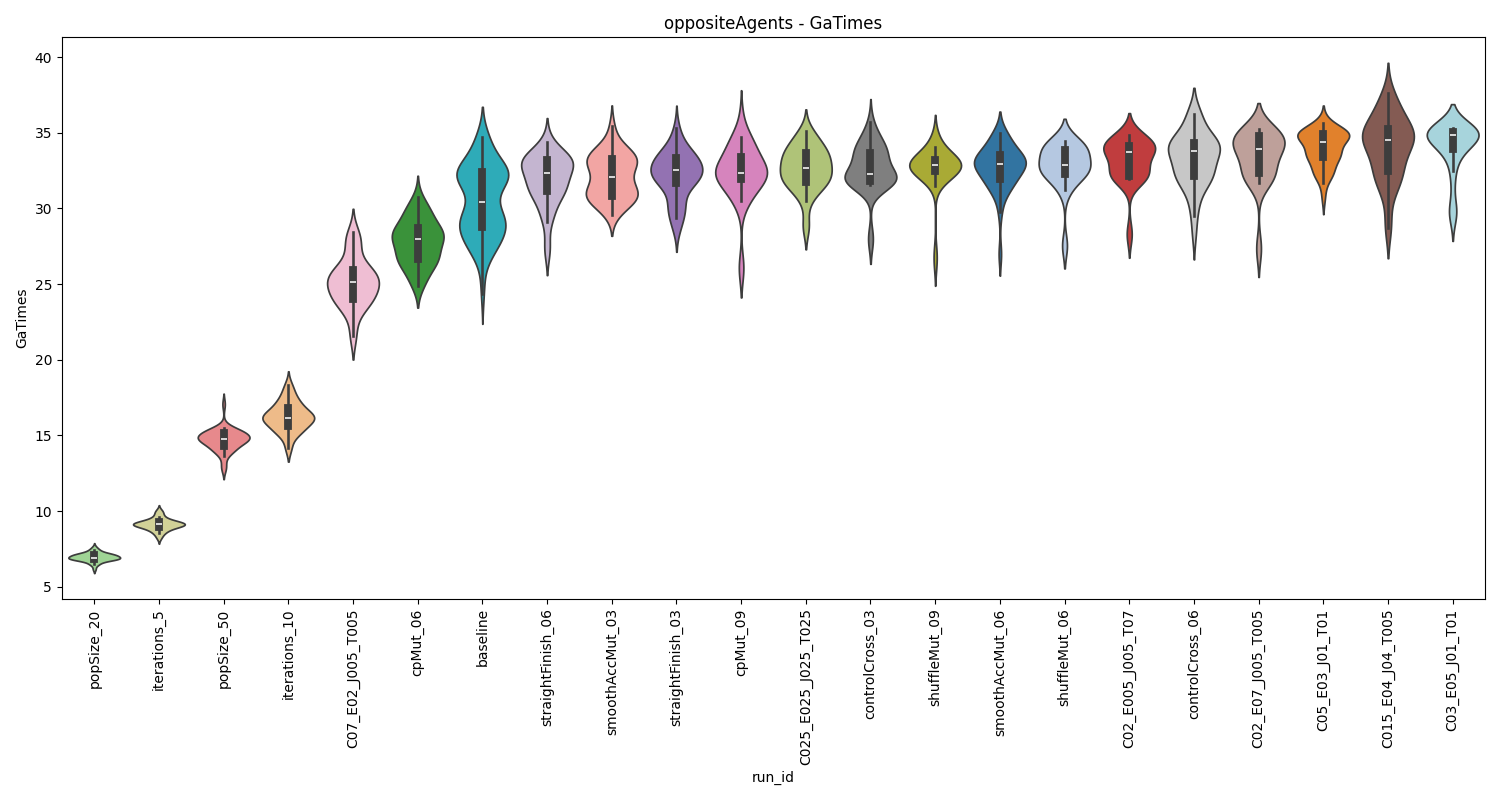 oppositeAgents - GaTimes
GaTimes
40
35
30
25
20
15
10
5
popSize_20
iterations_5
popSize_50
iterations_10
C07_E02_J005_T005
cpMut_06
baseline
straightFinish_06
smoothAccMut_03
straightFinish_03
cpMut_09
C025_E025_J025_T025
controlCross_03
shuffleMut_09
smoothAccMut_06
shuffleMut_06
C02_E005_J005_T07
controlCross_06
C02_E07_J005_T005
C05_E03_J01_T01
C015_E04_J04_T005
C03_E05_J01_T01
run_id